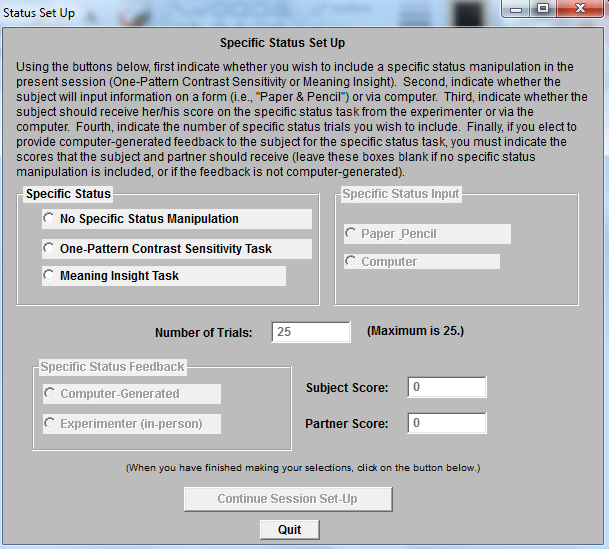 Status Set Up
Specific Status Set Up
Using the buttons below, first indicate whether you wish to include a specific status manipulation in the
present session (One-Pattern Contrast Sensitivity or Meaning Insight). Second, indicate whether the
subject will input information on a form (i.e., "Paper & Pencil") or via computer. Third, indicate whether the
subject should receive her/his score on the specific status task from the experimenter or via the
computer. Fourth, indicate the number of specific status trials you wish to include. Finally, if you elect to
provide computer-generated feedback to the subject for the specific status task, you must indicate the
scores that the subject and partner should receive (leave these boxes blank if no specific status
manipulation is included, or if the feedback is not computer-generated).
Specific Status
No Specific Status Manipulation
One-Pattern Contrast Sensitivity Task
Meaning Insight Task
Specific Status Input
Paper_Pencil
Computer
Number of Trials: 25 (Maximum is 25.)
Specific Status Feedback
Computer-Generated
Experimenter (in-person)
Subject Score: 0
Partner Score: 0
(When you have finished making your selections, click on the button below.)
Continue Session Set-Up
Quit